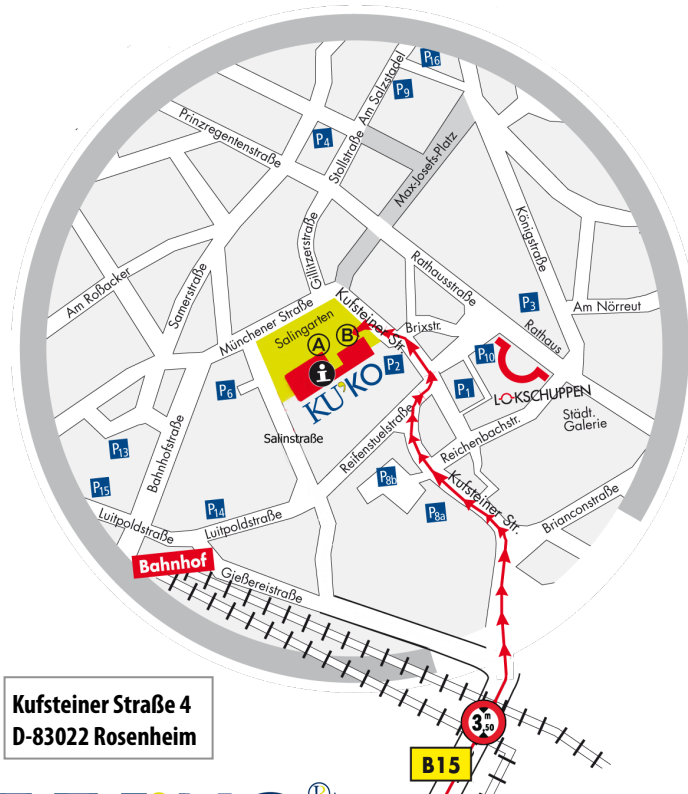 P16
Am Salzstadel
P9
Prinzregentenstraße
P4
Stollstraße
Max-Josefs-Platz
Königstraße
Gillitzerstraße
Rathausstraße
Am Roßacker
Samerstraße
P3
Am Nörreut
Münchener Straße
Salingarten
Kufsteiner Str.
Brixstr.
Rathaus
A
B
i
KU'KO
P2
P10
P1
P6
LOKSCHUPPEN
Städt.
Galerie
Salinstraße
Reifenstuelstraße
Reichenbachstr.
P13
Bahnhofstraße
P15
P8b
Kufsteiner Str.
P14
P8a
Brianconstraße
Luitpoldstraße
Luitpoldstraße
Bahnhof
Gießereistraße
Kufsteiner Straße 4
D-83022 Rosenheim
3,50 m
B15